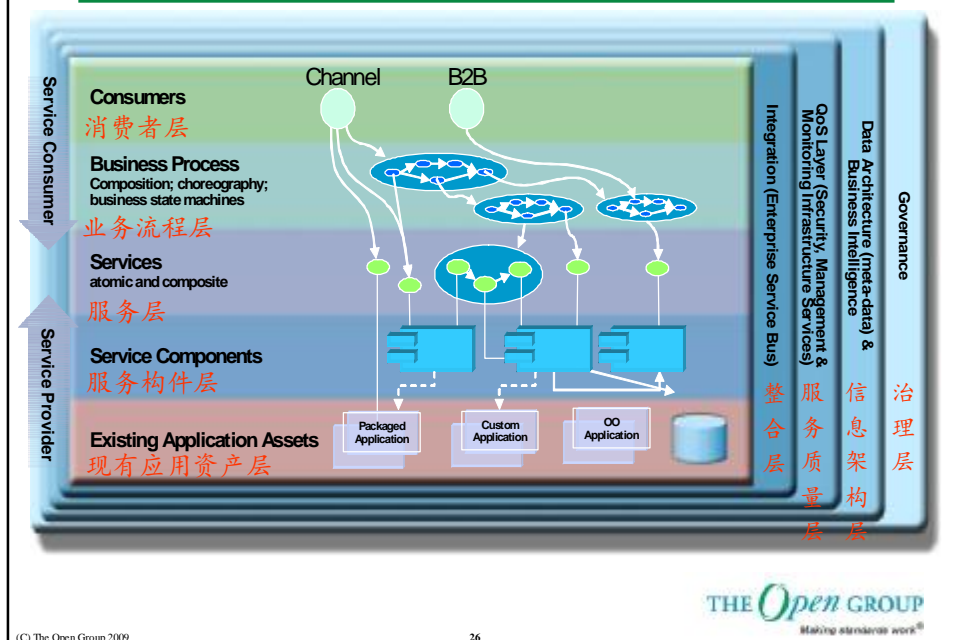 Channel
B2B
Consumers
消费者层
Business Process
Composition; choreography;
business state machines
业务流程层
Services
atomic and composite
服务层
Service Components
服务构件层
Existing Application Assets
现有应用资产层
Packaged
Application
Custom
Application
OO
Application
Service Consumer
Service Provider
Integration (Enterprise Service Bus)
整合层
QoS Layer (Security, Management &
Monitoring Infrastructure Services)
服务质量层
Data Architecture (meta-data) &
Business Intelligence
信息架构层
Governance
治理层
THE Open GROUP
Making standards work®
(C) The Open Group 2009
26